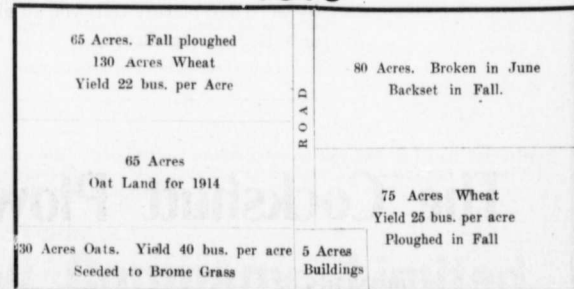 65 Acres. Fall ploughed
130 Acres Wheat
Yield 22 bus. per Acre
65 Acres
Oat Land for 1914
30 Acres Oats. Yield 40 bus. per acre
Seeded to Brome Grass
ROAD
5 Acres
Buildings
80 Acres. Broken in June
Backset in Fall.
75 Acres Wheat
Yield 25 bus. per acre
Ploughed in Fall